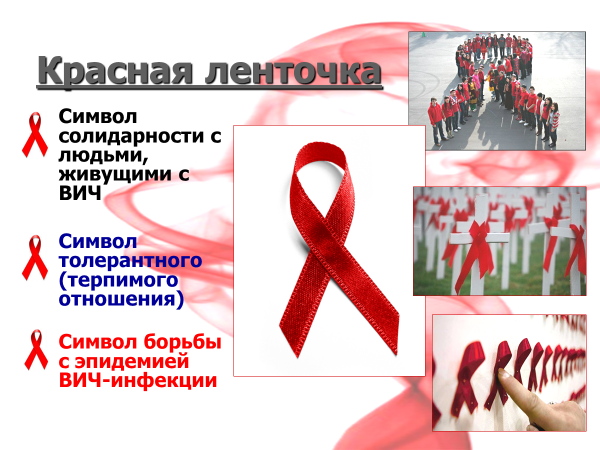 Красная ленточка
Символ
солидарности с
людьми,
живущими с
ВИЧ
Символ
толерантного
(терпимого
отношения)
Символ борьбы
с эпидемией
ВИЧ-инфекции